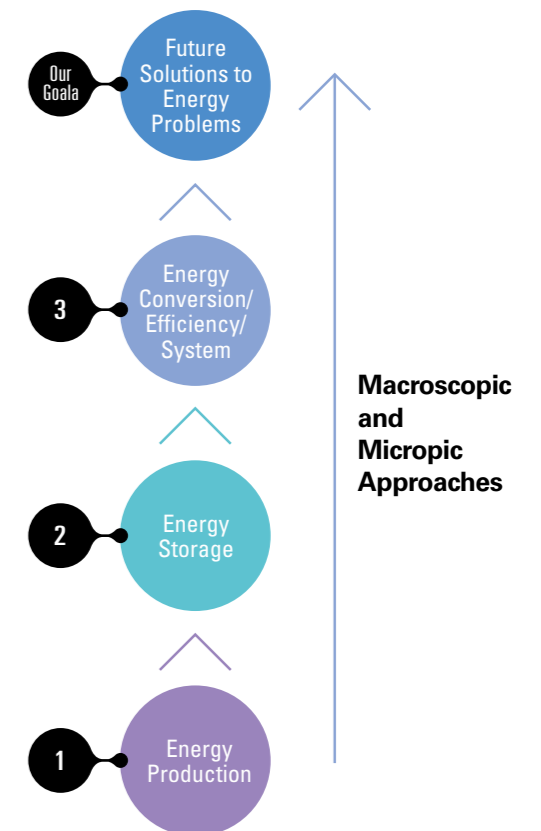 Our
Goala
Future
Solutions to
Energy
Problems
3
Energy
Conversion/
Efficiency/
System
Macroscopic
and
Micropic
Approaches
2
Energy
Storage
1
Energy
Production